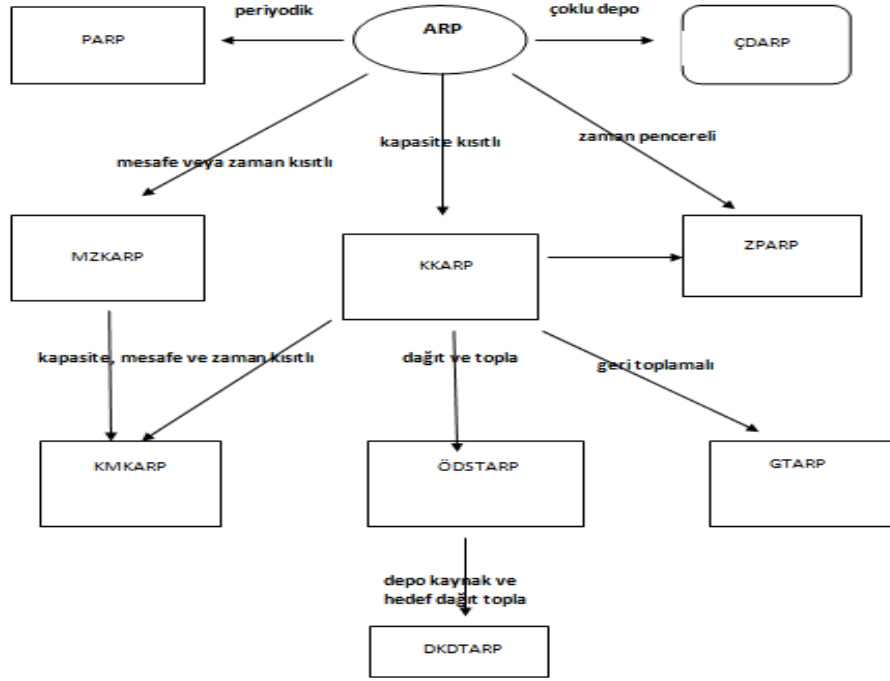 periyodik
ARP
çoklu depo
PARP
ÇDARP
mesafe veya zaman kısıtlı
kapasite kısıtlı
zaman pencereli
MZKARP
KKARP
ZPARP
kapasite, mesafe ve zaman kısıtlı
dağıt ve topla
geri toplamalı
KMKARP
ÖDSTARP
GTARP
depo kaynak ve
hedef dağıt topla
DKDTARP